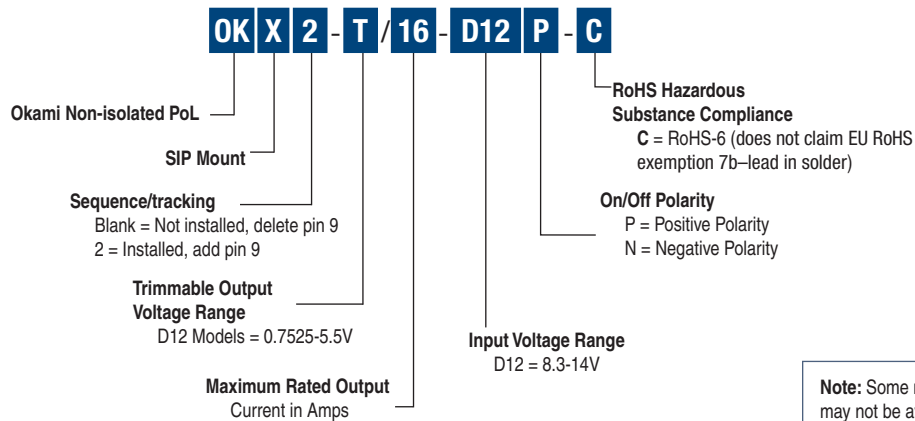 OK X 2 - T / 16 - D12 P - C
Okami Non-isolated PoL
SIP Mount
Sequence/tracking
Blank = Not installed, delete pin 9
2 = Installed, add pin 9
Trimmable Output
Voltage Range
D12 Models = 0.7525-5.5V
Maximum Rated Output
Current in Amps
Input Voltage Range
D12 = 8.3-14V
On/Off Polarity
P = Positive Polarity
N = Negative Polarity
RoHS Hazardous
Substance Compliance
C = RoHS-6 (does not claim EU RoHS
exemption 7b–lead in solder)
Note: Some
may not be